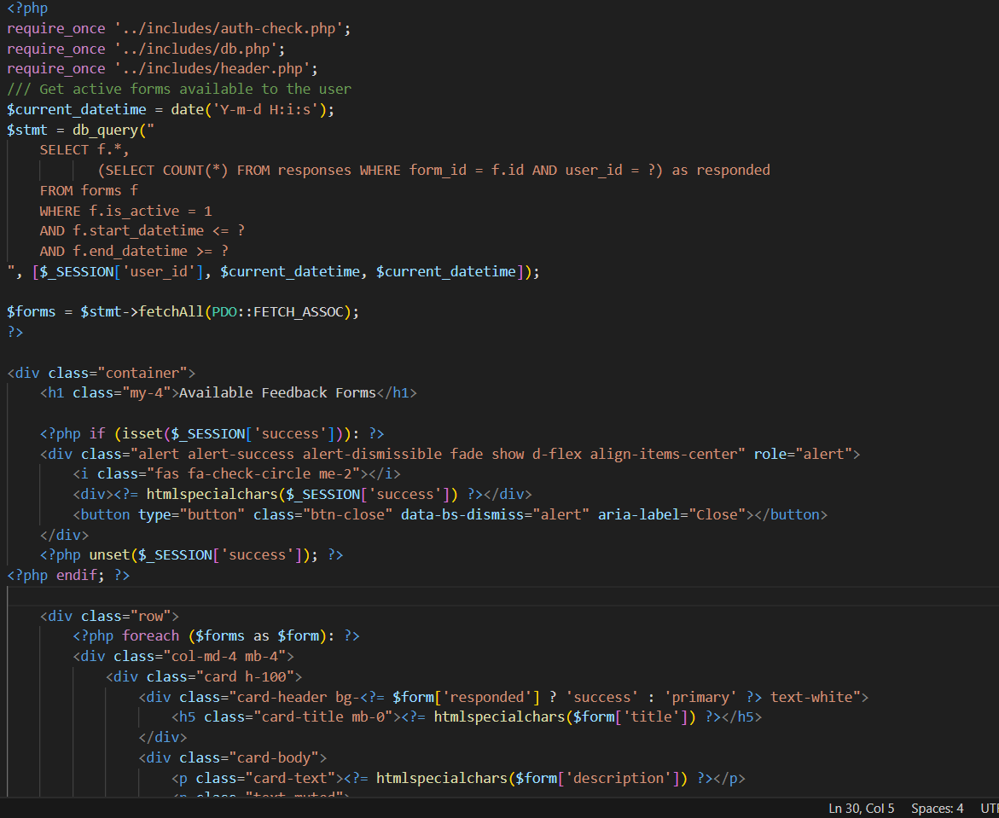 <?php
require_once '../includes/auth-check.php';
require_once '../includes/db.php';
require_once '../includes/header.php';
/// Get active forms available to the user
$current_datetime = date('Y-m-d H:i:s');
$stmt = db_query("
    SELECT f.*,
           (SELECT COUNT(*) FROM responses WHERE form_id = f.id AND user_id = ?) as responded
    FROM forms f
    WHERE f.is_active = 1
    AND f.start_datetime <= ?
    AND f.end_datetime >= ?
", [$_SESSION['user_id'], $current_datetime, $current_datetime]);

$forms = $stmt->fetchAll(PDO::FETCH_ASSOC);
?>

<div class="container">
    <h1 class="my-4">Available Feedback Forms</h1>

    <?php if (isset($_SESSION['success'])): ?>
    <div class="alert alert-success alert-dismissible fade show d-flex align-items-center" role="alert">
        <i class="fas fa-check-circle me-2"></i>
        <div><?= htmlspecialchars($_SESSION['success']) ?></div>
        <button type="button" class="btn-close" data-bs-dismiss="alert" aria-label="Close"></button>
    </div>
    <?php unset($_SESSION['success']); ?>
<?php endif; ?>

    <div class="row">
        <?php foreach ($forms as $form): ?>
        <div class="col-md-4 mb-4">
            <div class="card h-100">
                <div class="card-header bg-<?= $form['responded'] ? 'success' : 'primary' ?> text-white">
                    <h5 class="card-title mb-0"><?= htmlspecialchars($form['title']) ?></h5>
                </div>
                <div class="card-body">
                    <p class="card-text"><?= htmlspecialchars($form['description']) ?></p>
                    <p class="text-muted">
Ln 30, Col 5 Spaces: 4